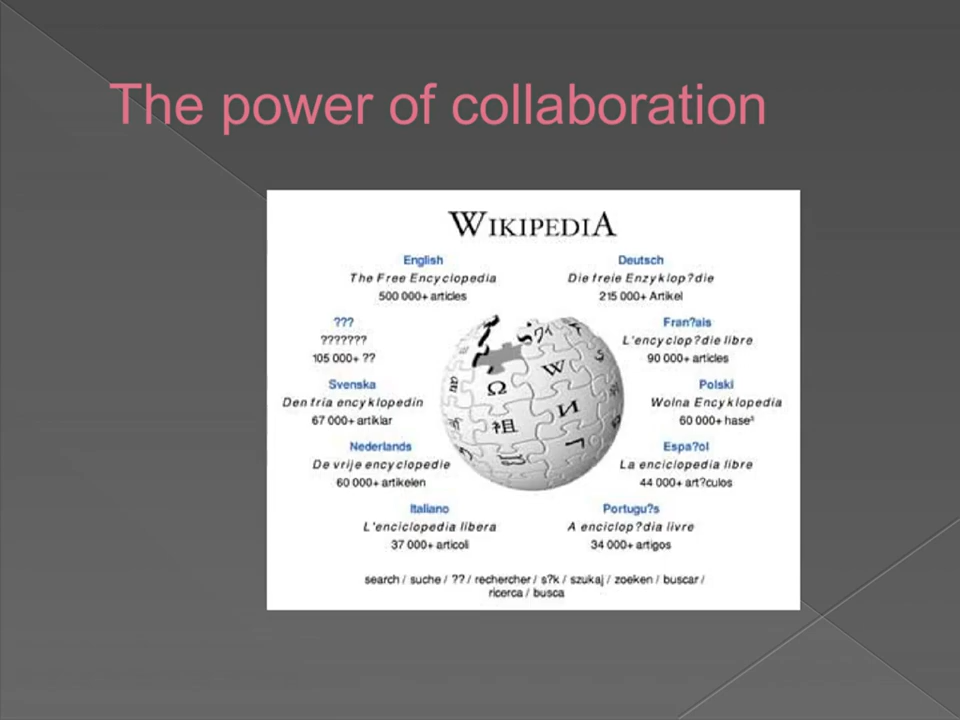 The power of collaboration
WIKIPEDIA
English
The Free Encyclopedia
500 000+ articles
Deutsch
Die freie Enzyklop?die
215 000+ Artikel
???
???????
105 000+ ??
Fran?ais
L'encyclop?die libre
90 000+ articles
Svenska
Den fria encyklopedin
67 000+ artiklar
Polski
Wolna Encyklopedia
60 000+ hase³
Nederlands
De vrije encyclopedie
60 000+ artikelen
Espa?ol
La enciclopedia libre
44 000+ art?culos
Italiano
L'enciclopedia libera
37 000+ articoli
Portugu?s
A enciclop?dia livre
34 000+ artigos
Ω
W
И
祖
search / suche / ?? / rechercher / s?k / szukaj / zoeken / buscar /
ricerca / busca